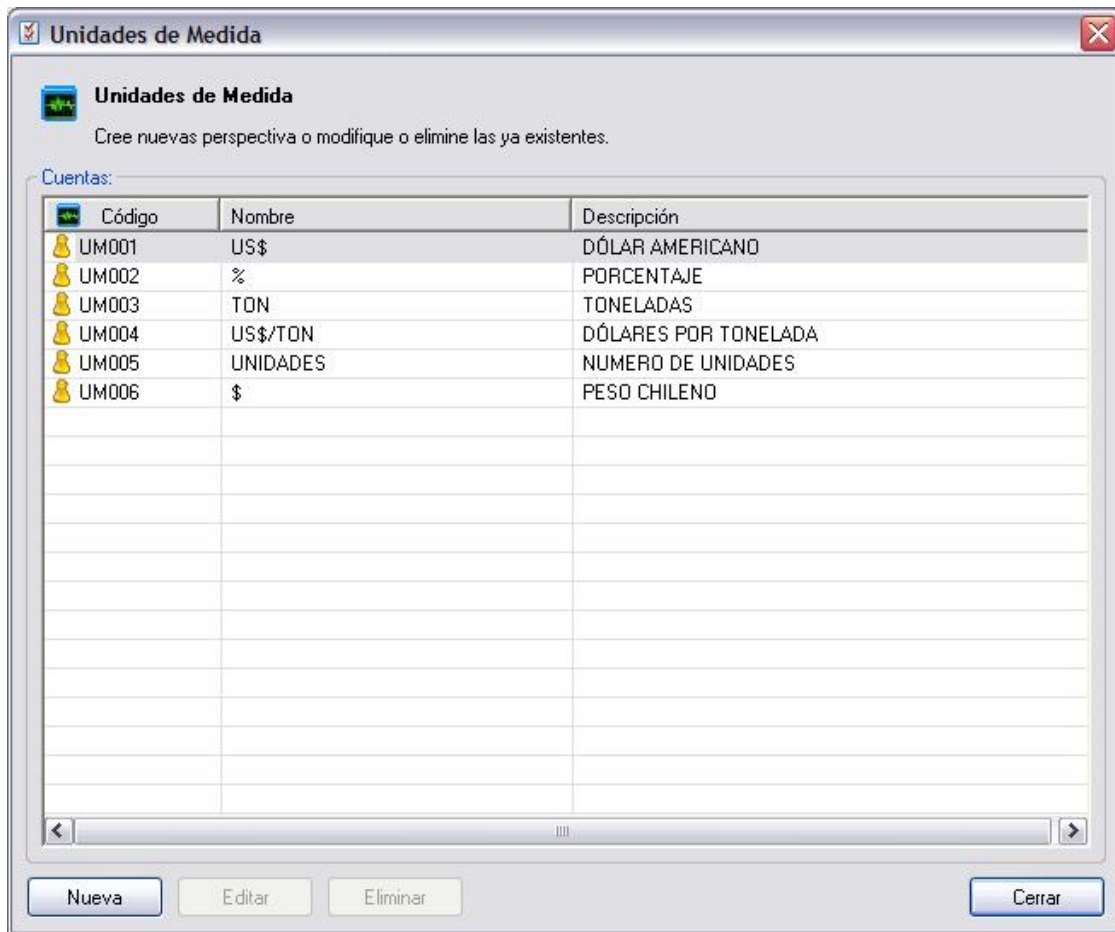 Unidades de Medida
Unidades de Medida
Cree nuevas perspectiva o modifique o elimine las ya existentes.
Cuentas:
Código Nombre Descripción
UM001 US$ DÓLAR AMERICANO
UM002 % PORCENTAJE
UM003 TON TONELADAS
UM004 US$/TON DÓLARES POR TONELADA
UM005 UNIDADES NUMERO DE UNIDADES
UM006 $ PESO CHILENO
Nueva Editar Eliminar Cerrar